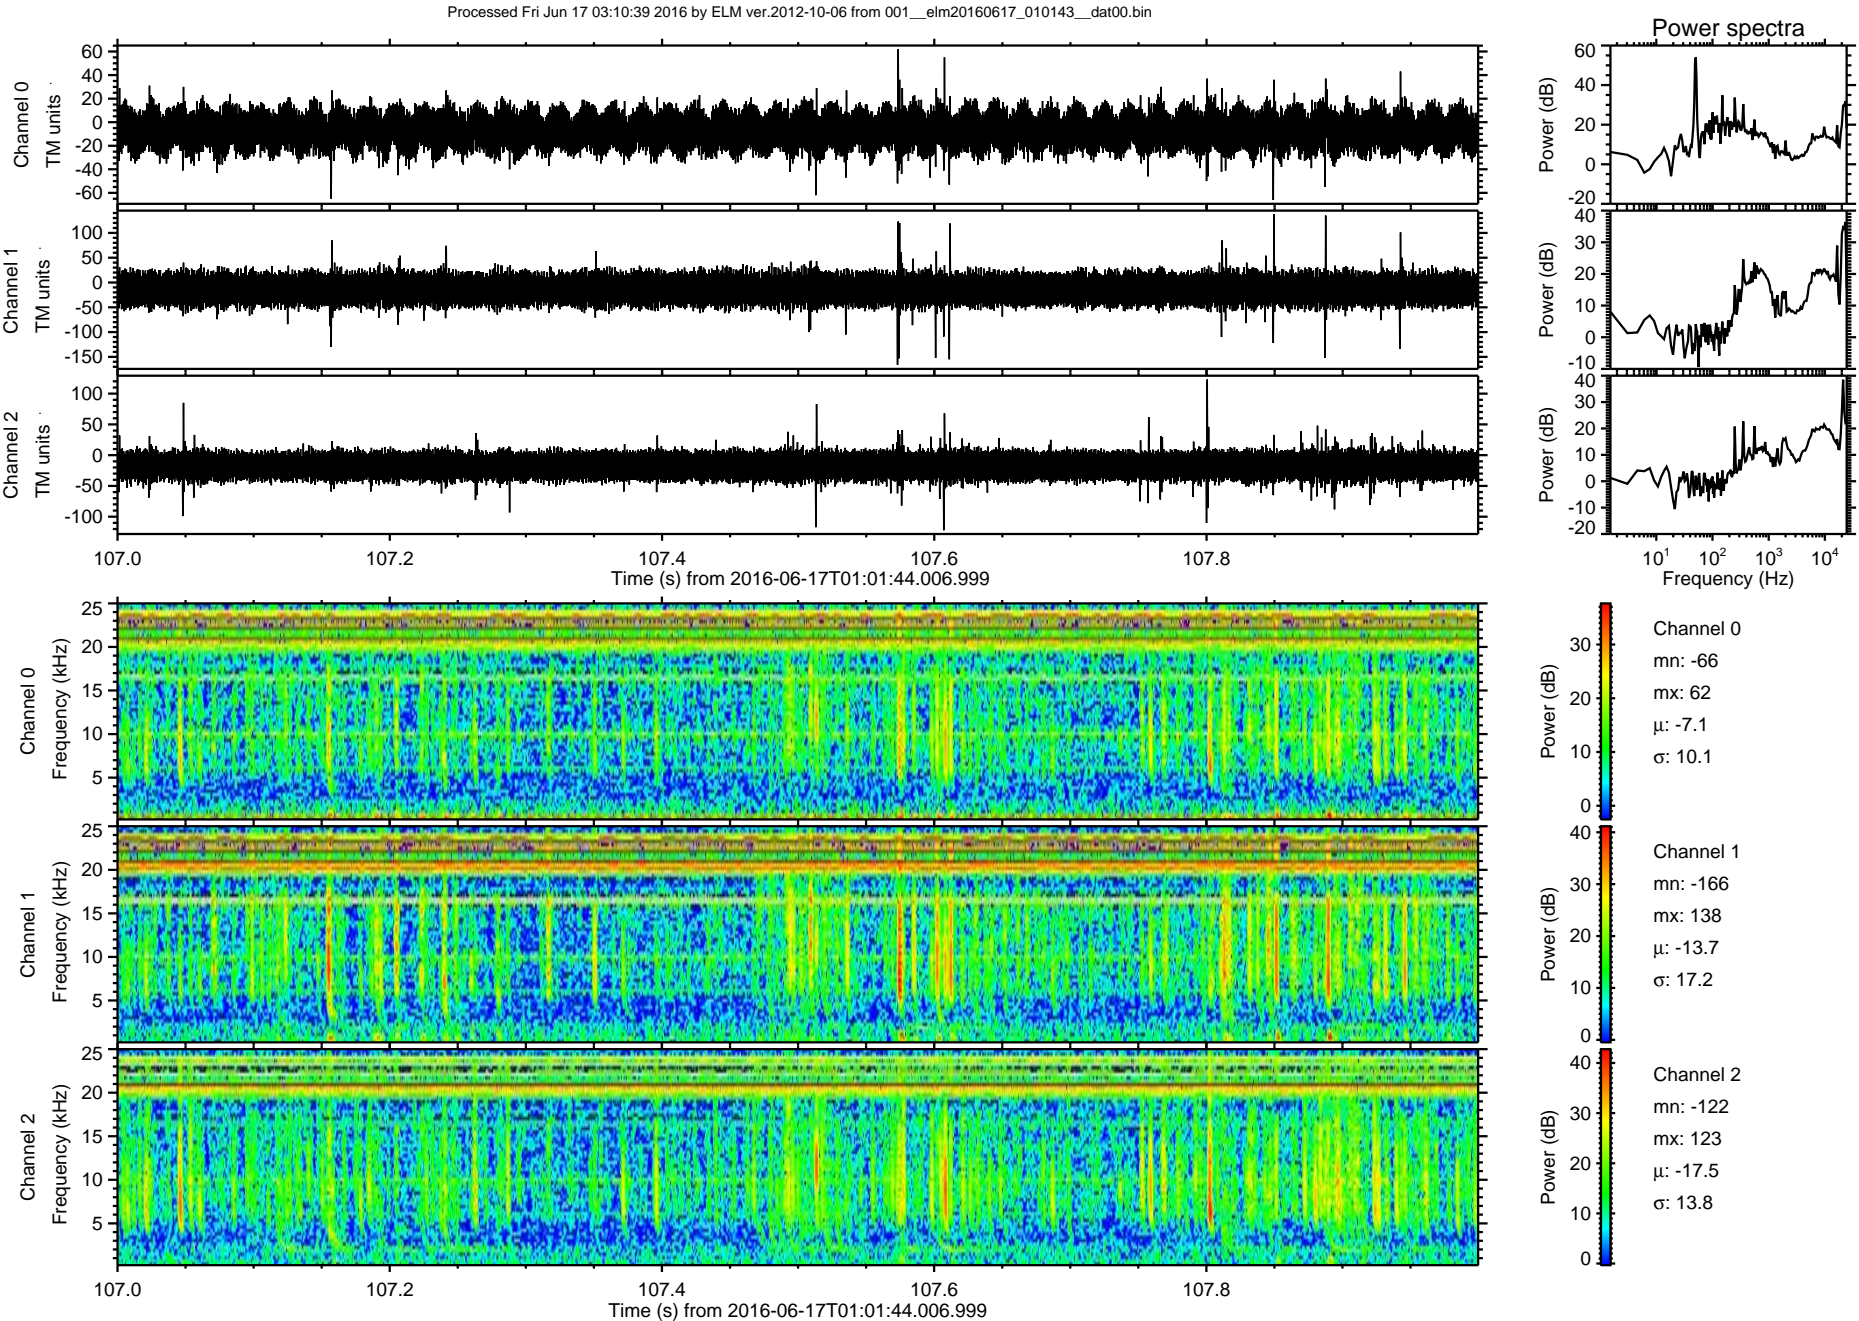 Processed Fri Jun 17 03:10:39 2016 by ELM ver.2012-10-06 from 001__elm20160617_010143__dat00.bin
Power spectra
Channel 0
TM units
60
40
20
0
-20
-40
-60
Power (dB)
60
40
20
0
-20
Channel 1
TM units
100
50
0
-50
-100
-150
Power (dB)
40
30
20
10
0
-10
Channel 2
TM units
100
50
0
-50
-100
Power (dB)
40
30
20
10
0
-10
-20
107.0 107.2 107.4 107.6 107.8
Time (s) from 2016-06-17T01:01:44.006.999
10¹ 10² 10³ 10⁴
Frequency (Hz)
Channel 0
Frequency (kHz)
25
20
15
10
5
Power (dB)
30
20
10
0
Channel 0
mn: -66
mx: 62
μ: -7.1
σ: 10.1
Channel 1
Frequency (kHz)
25
20
15
10
5
Power (dB)
40
30
20
10
0
Channel 1
mn: -166
mx: 138
μ: -13.7
σ: 17.2
Channel 2
Frequency (kHz)
25
20
15
10
5
Power (dB)
40
30
20
10
0
Channel 2
mn: -122
mx: 123
μ: -17.5
σ: 13.8
107.0 107.2 107.4 107.6 107.8
Time (s) from 2016-06-17T01:01:44.006.999